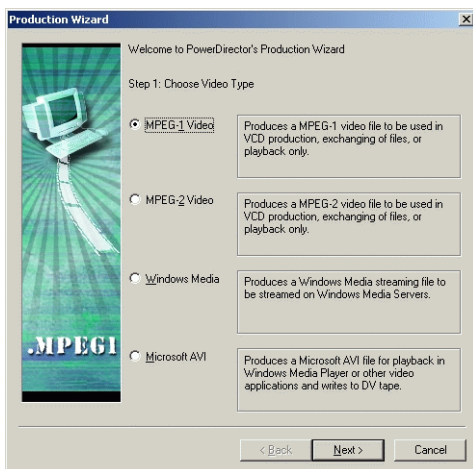 Production Wizard
Welcome to PowerDirector's Production Wizard
Step 1: Choose Video Type
MPEG-1 Video
Produces a MPEG-1 video file to be used in
VCD production, exchanging of files, or
playback only.
MPEG-2 Video
Produces a MPEG-2 video file to be used in
VCD production, exchanging of files, or
playback only.
Windows Media
Produces a Windows Media streaming file to
be streamed on Windows Media Servers.
.MPEG1
Microsoft AVI
Produces a Microsoft AVI file for playback in
Windows Media Player or other video
applications and writes to DV tape.
< Back
Next >
Cancel